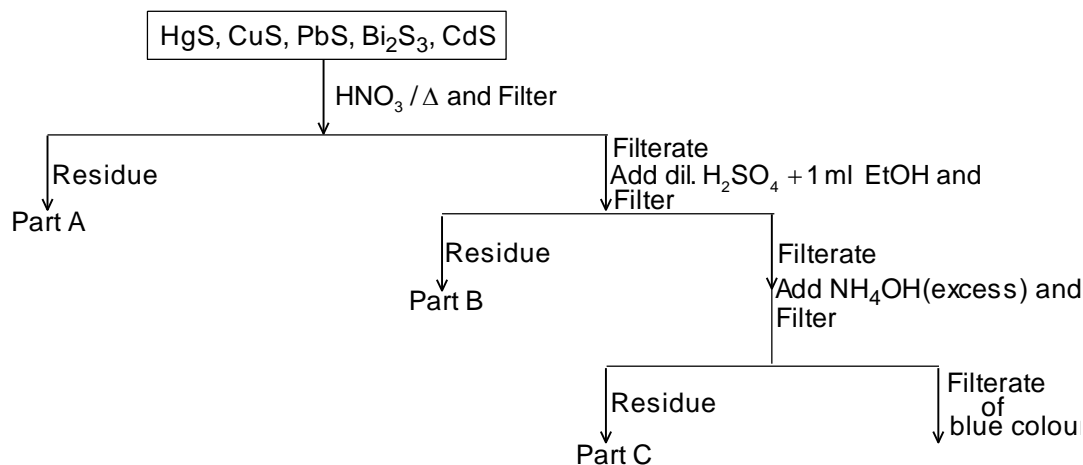 HgS, CuS, PbS, Bi₂S₃, CdS
HNO₃ / Δ and Filter
Residue
Part A
Filterate
Add dil. H₂SO₄ + 1 ml EtOH and
Filter
Residue
Part B
Filterate
Add NH₄OH(excess) and
Filter
Residue
Part C
Filterate
of
blue colour